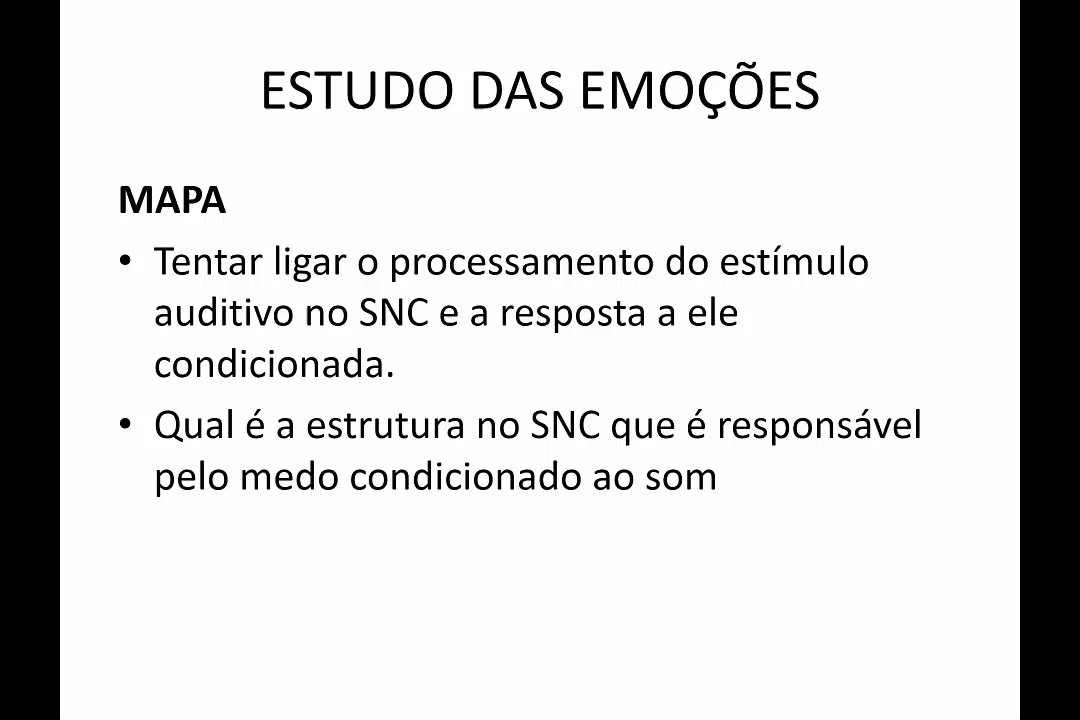 ESTUDO DAS EMOÇÕES
MAPA
• Tentar ligar o processamento do estímulo
auditivo no SNC e a resposta a ele
condicionada.
• Qual é a estrutura no SNC que é responsável
pelo medo condicionado ao som